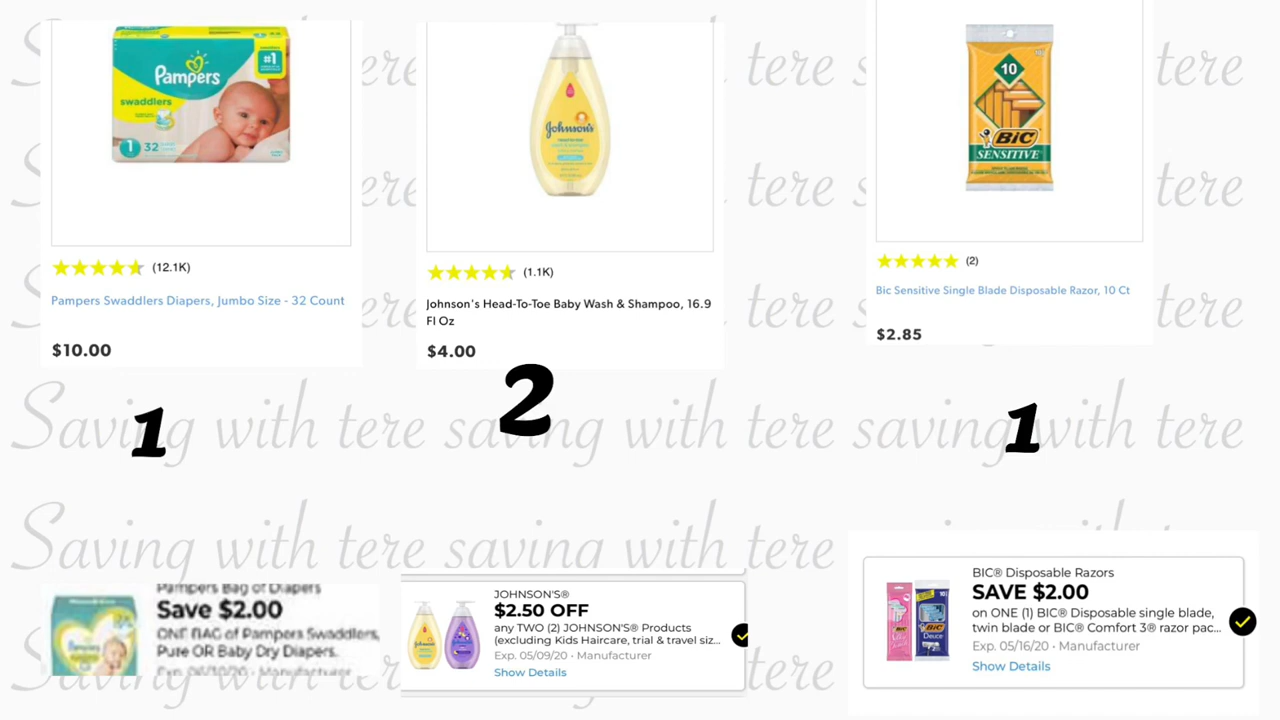 Saving with tere saving with tere
Pampers
swaddlers
#1
1
32
Johnson's
10
BIC
SENSITIVE
(12.1K)
(1.1K)
(2)
Pampers Swaddlers Diapers, Jumbo Size - 32 Count
Johnson's Head-To-Toe Baby Wash & Shampoo, 16.9
Fl Oz
Bic Sensitive Single Blade Disposable Razor, 10 Ct
$10.00
$4.00
$2.85
1
2
1
Saving with tere saving with tere
Pampers Bag of Diapers
Save $2.00
ONE BAG of Pampers Swaddlers,
Pure OR Baby Dry Diapers.
JOHNSON'S®
$2.50 OFF
any TWO (2) JOHNSON'S® Products
(excluding Kids Haircare, trial & travel siz...
Exp. 05/09/20 · Manufacturer
Show Details
BIC® Disposable Razors
SAVE $2.00
on ONE (1) BIC® Disposable single blade,
twin blade or BIC® Comfort 3® razor pac...
Exp. 05/16/20 · Manufacturer
Show Details